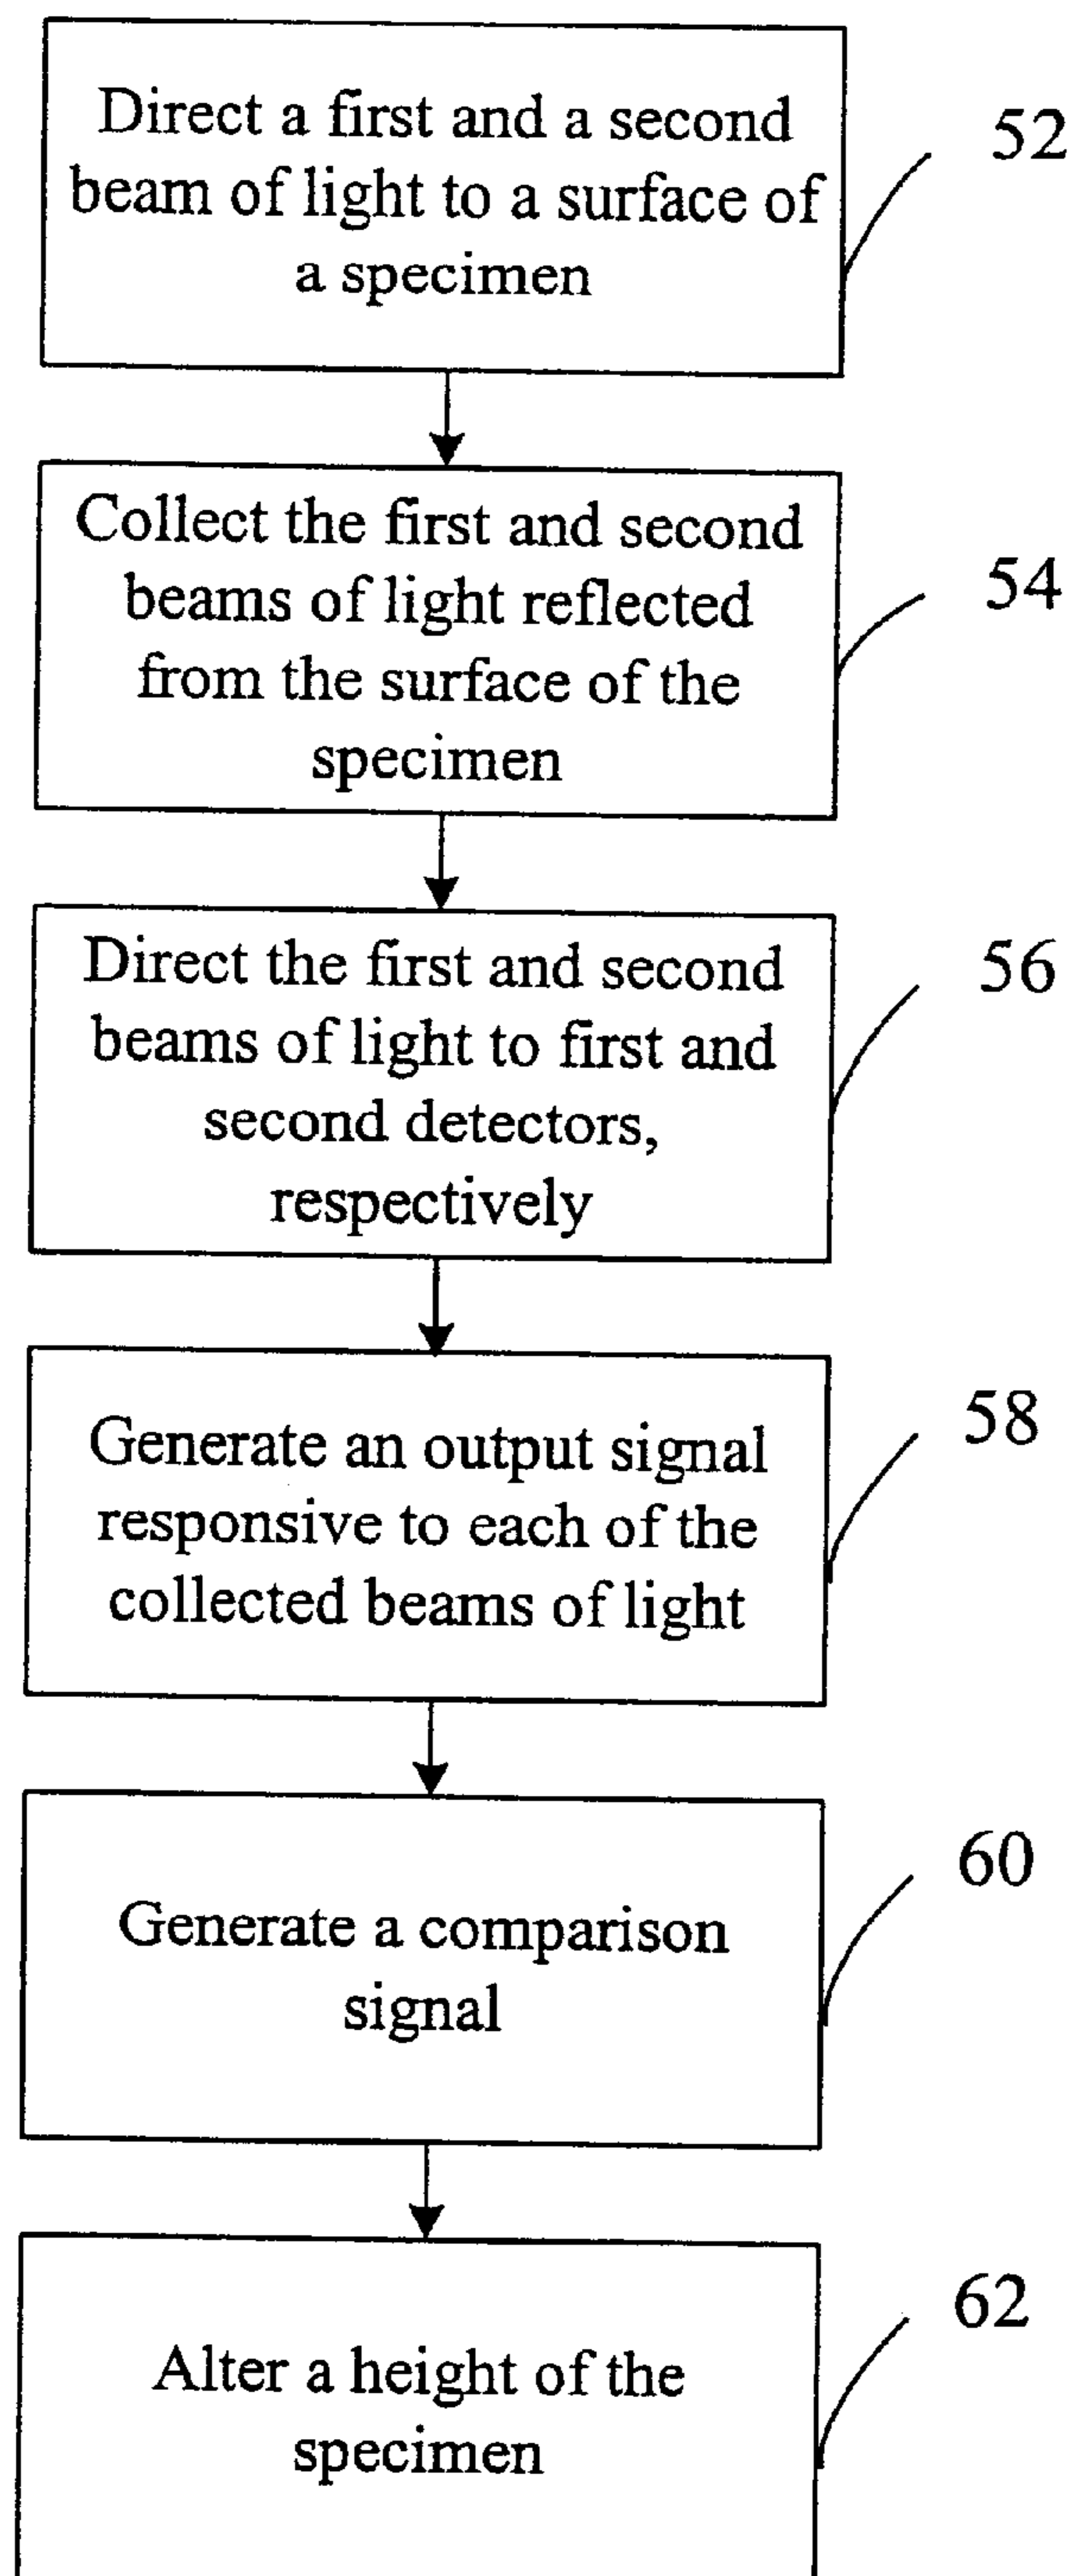 Direct a first and a second
beam of light to a surface of
a specimen
52
Collect the first and second
beams of light reflected
from the surface of the
specimen
54
Direct the first and second
beams of light to first and
second detectors,
respectively
56
Generate an output signal
responsive to each of the
collected beams of light
58
Generate a comparison
signal
60
Alter a height of the
specimen
62